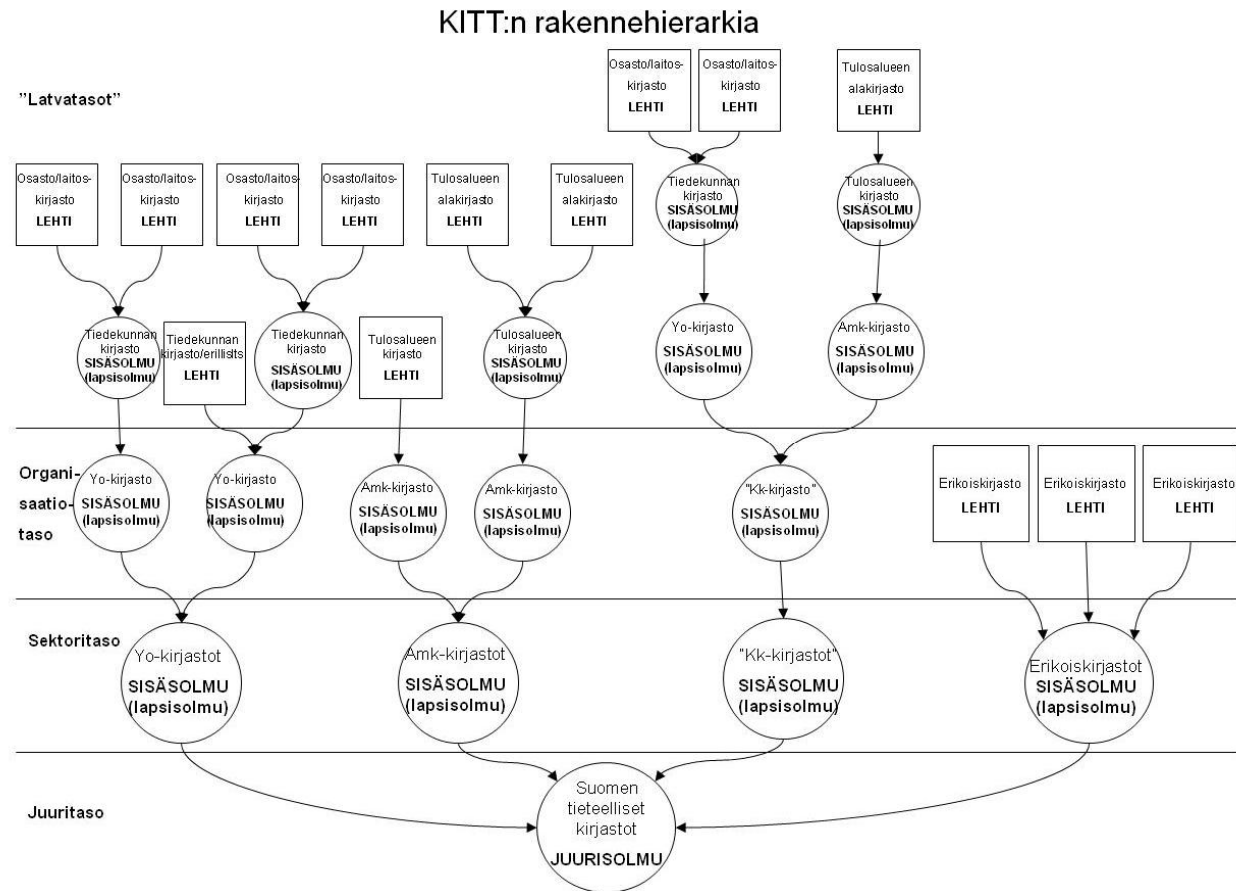 KITT:n rakennehierarkia
"Latvatasot"
Osasto/laitos-
kirjasto
LEHTI
Osasto/laitos-
kirjasto
LEHTI
Tulosalueen
alakirjasto
LEHTI
Osasto/laitos-
kirjasto
LEHTI
Osasto/laitos-
kirjasto
LEHTI
Osasto/laitos-
kirjasto
LEHTI
Osasto/laitos-
kirjasto
LEHTI
Tulosalueen
alakirjasto
LEHTI
Tulosalueen
alakirjasto
LEHTI
Tiedekunnan
kirjasto
SISÄSOLMU
(lapsisolmu)
Tulosalueen
kirjasto
SISÄSOLMU
(lapsisolmu)
Tiedekunnan
kirjasto
SISÄSOLMU
(lapsisolmu)
Tiedekunnan
kirjasto/erillislts
LEHTI
Tiedekunnan
kirjasto
SISÄSOLMU
(lapsisolmu)
Tulosalueen
kirjasto
LEHTI
Tulosalueen
kirjasto
SISÄSOLMU
(lapsisolmu)
Yo-kirjasto
SISÄSOLMU
(lapsisolmu)
Amk-kirjasto
SISÄSOLMU
(lapsisolmu)
Organi-
saatio-
taso
Yo-kirjasto
SISÄSOLMU
(lapsisolmu)
Yo-kirjasto
SISÄSOLMU
(lapsisolmu)
Amk-kirjasto
SISÄSOLMU
(lapsisolmu)
Amk-kirjasto
SISÄSOLMU
(lapsisolmu)
"Kk-kirjasto"
SISÄSOLMU
(lapsisolmu)
Erikoiskirjasto
LEHTI
Erikoiskirjasto
LEHTI
Erikoiskirjasto
LEHTI
Sektoritaso
Yo-kirjastot
SISÄSOLMU
(lapsisolmu)
Amk-kirjastot
SISÄSOLMU
(lapsisolmu)
"Kk-kirjastot"
SISÄSOLMU
(lapsisolmu)
Erikoiskirjastot
SISÄSOLMU
(lapsisolmu)
Juuritaso
Suomen
tieteelliset
kirjastot
JUURISOLMU